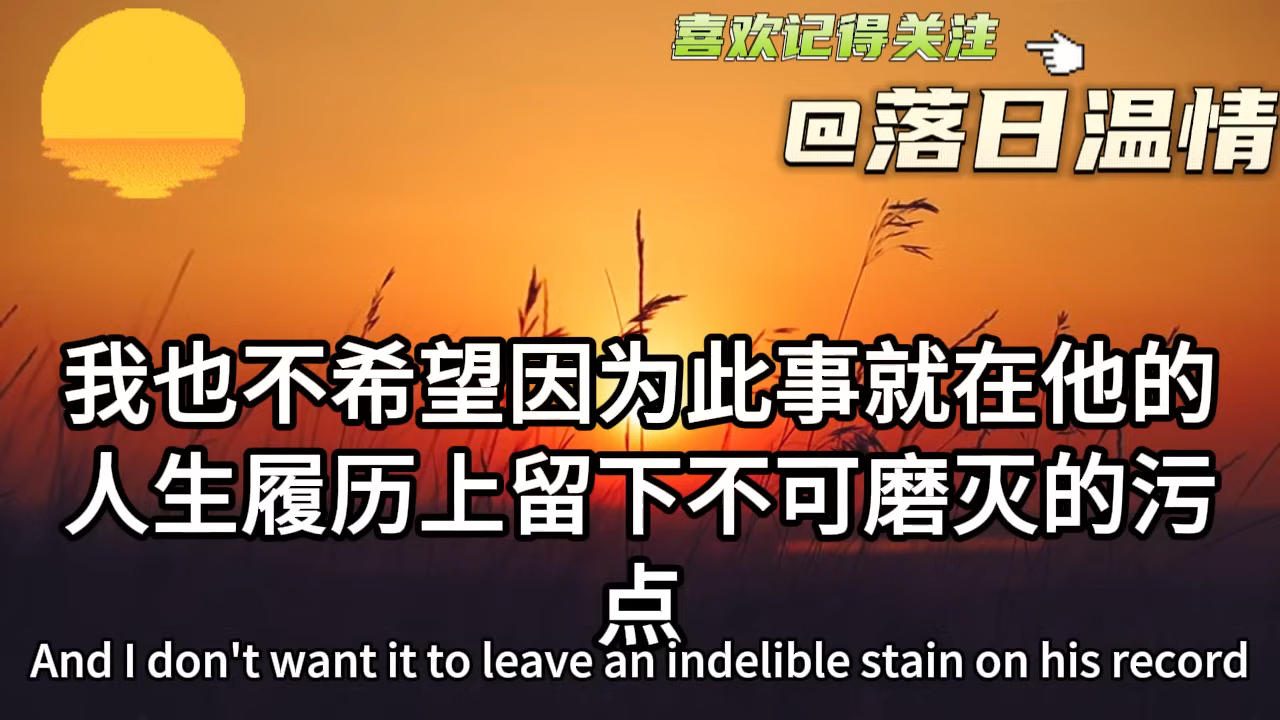 喜欢记得关注
@落日温情
我也不希望因为此事就在他的
人生履历上留下不可磨灭的污
点
And I don't want it to leave an indelible stain on his record